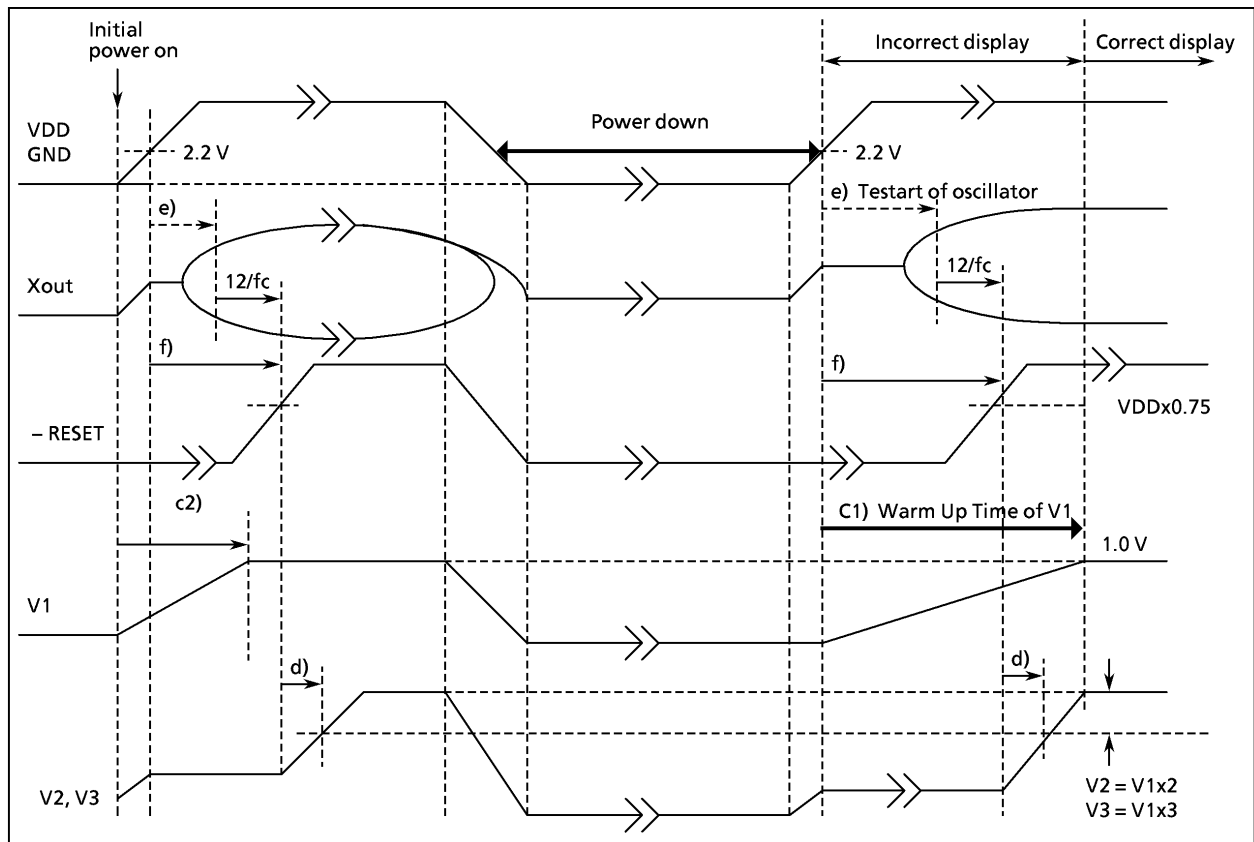 Initial
power on
Incorrect display
Correct display
VDD
GND
2.2 V
Power down
2.2 V
e)
e) Testart of oscillator
Xout
12/fc
12/fc
f)
f)
VDDx0.75
– RESET
c2)
C1) Warm Up Time of V1
1.0 V
V1
d)
d)
V2, V3
V2 = V1x2
V3 = V1x3